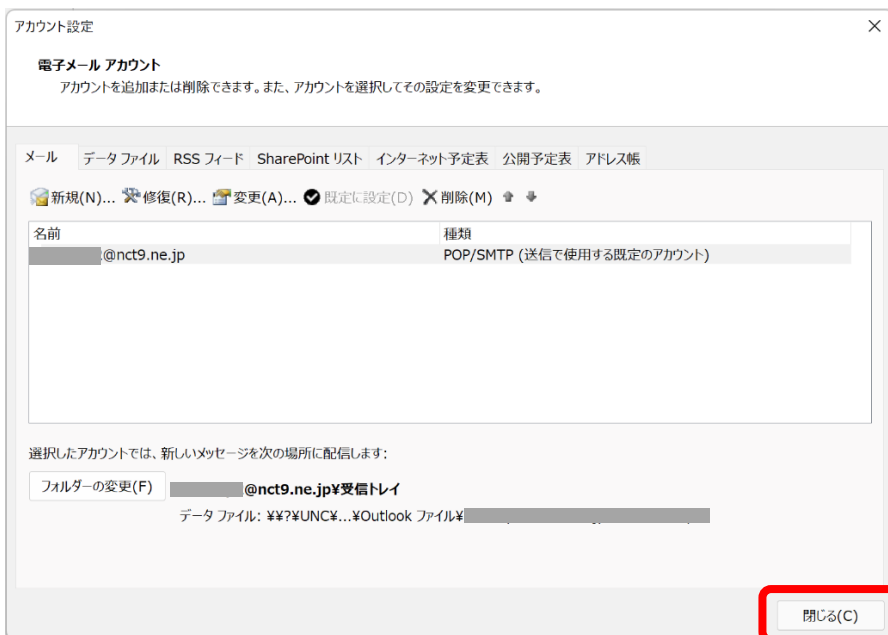 アカウント設定
電子メール アカウント
アカウントを追加または削除できます。また、アカウントを選択してその設定を変更できます。
メール データ ファイル RSS フィード SharePoint リスト インターネット予定表 公開予定表 アドレス帳
新規(N)... 修復(R)... 変更(A)... 既定に設定(D) 削除(M)
名前 種類
@nct9.ne.jp POP/SMTP (送信で使用する既定のアカウント)
選択したアカウントでは、新しいメッセージを次の場所に配信します:
フォルダーの変更(F) @nct9.ne.jp¥受信トレイ
データ ファイル: ¥¥?¥UNC¥...¥Outlook ファイル¥
閉じる(C)